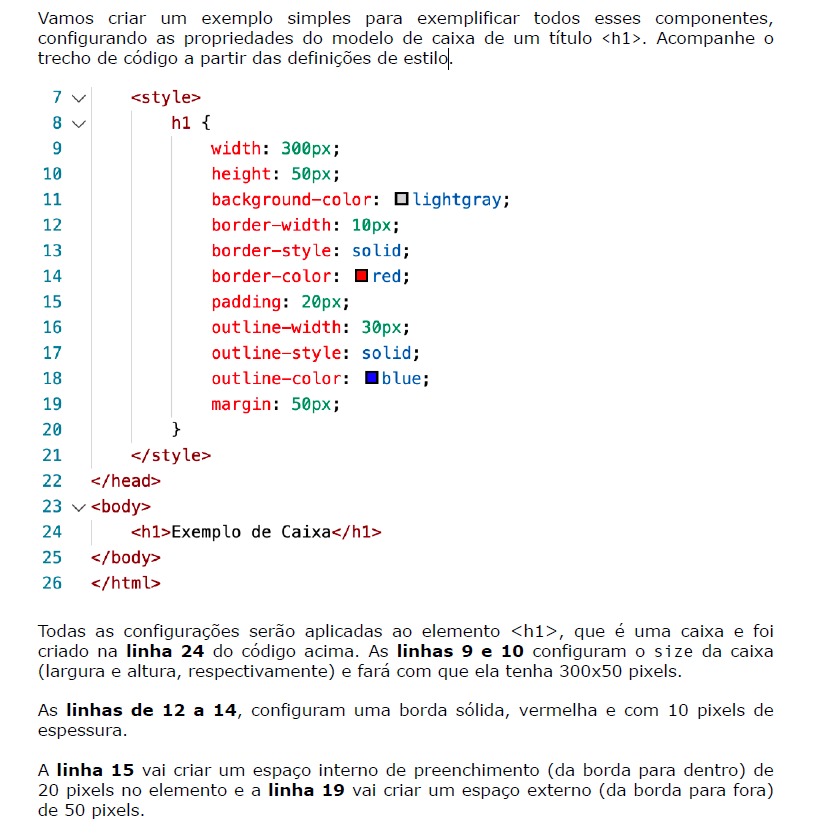 Vamos criar um exemplo simples para exemplificar todos esses componentes,
configurando as propriedades do modelo de caixa de um título <h1>. Acompanhe o
trecho de código a partir das definições de estilo.
7 <style>
8 h1 {
9 width: 300px;
10 height: 50px;
11 background-color: lightgray;
12 border-width: 10px;
13 border-style: solid;
14 border-color: red;
15 padding: 20px;
16 outline-width: 30px;
17 outline-style: solid;
18 outline-color: blue;
19 margin: 50px;
20 }
21 </style>
22 </head>
23 <body>
24 <h1>Exemplo de Caixa</h1>
25 </body>
26 </html>
Todas as configurações serão aplicadas ao elemento <h1>, que é uma caixa e foi
criado na linha 24 do código acima. As linhas 9 e 10 configuram o size da caixa
(largura e altura, respectivamente) e fará com que ela tenha 300x50 pixels.
As linhas de 12 a 14, configuram uma borda sólida, vermelha e com 10 pixels de
espessura.
A linha 15 vai criar um espaço interno de preenchimento (da borda para dentro) de
20 pixels no elemento e a linha 19 vai criar um espaço externo (da borda para fora)
de 50 pixels.